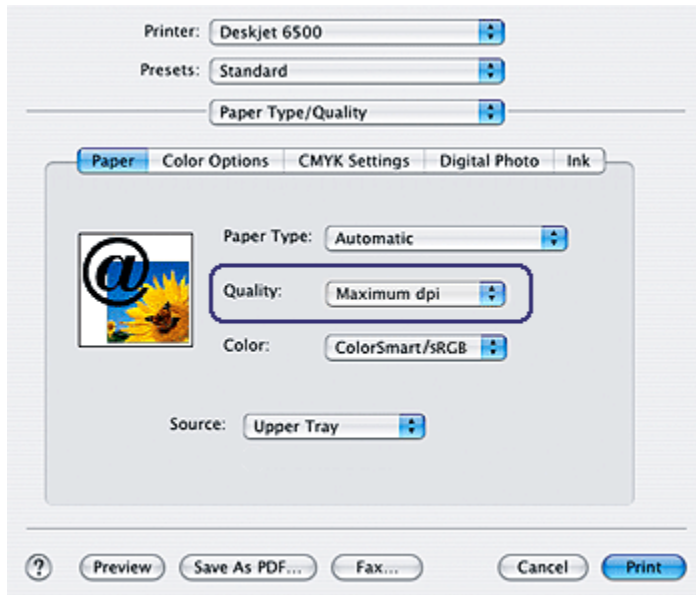 Printer: Deskjet 6500
Presets: Standard
Paper Type/Quality
Paper Color Options CMYK Settings Digital Photo Ink
Paper Type: Automatic
@
Quality: Maximum dpi
Color: ColorSmart/sRGB
Source: Upper Tray
? Preview Save As PDF... Fax... Cancel Print